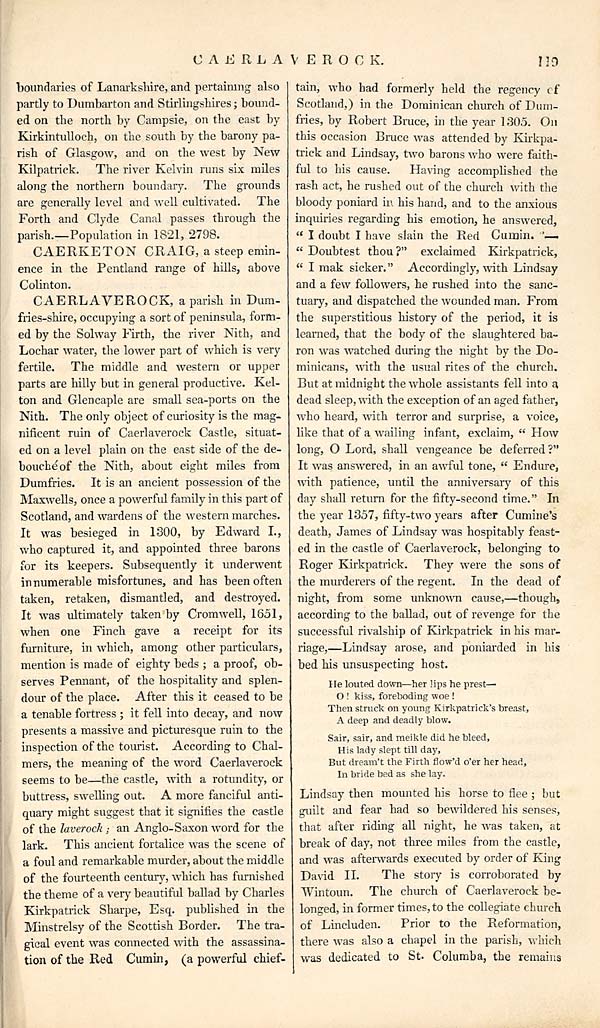 CAERLAVEROCK. 119
boundaries of Lanarkshire, and pertaining also
partly to Dumbarton and Stirlingshires; bound-
ed on the north by Campsie, on the east by
Kirkintulloch, on the south by the barony pa-
rish of Glasgow, and on the west by New
Kilpatrick. The river Kelvin runs six miles
along the northern boundary. The grounds
are generally level and well cultivated. The
Forth and Clyde Canal passes through the
parish.—Population in 1821, 2798.
CAERKETON CRAIG, a steep emin-
ence in the Pentland range of hills, above
Colinton.
CAERLAVEROCK, a parish in Dum-
fries-shire, occupying a sort of peninsula, form-
ed by the Solway Firth, the river Nith, and
Lochar water, the lower part of which is very
fertile. The middle and western or upper
parts are hilly but in general productive. Kel-
ton and Glencaple are small sea-ports on the
Nith. The only object of curiosity is the mag-
nificent ruin of Caerlaverock Castle, situat-
ed on a level plain on the east side of the de-
bouché of the Nith, about eight miles from
Dumfries. It is an ancient possession of the
Maxwells, once a powerful family in this part of
Scotland, and wardens of the western marches.
It was besieged in 1300, by Edward I.,
who captured it, and appointed three barons
for its keepers. Subsequently it underwent
innumerable misfortunes, and has been often
taken, retaken, dismantled, and destroyed.
It was ultimately taken by Cromwell, 1651,
when one Finch gave a receipt for its
furniture, in which, among other particulars,
mention is made of eighty beds; a proof, ob-
serves Pennant, of the hospitality and splen-
dour of the place. After this it ceased to be
a tenable fortress; it fell into decay, and now
presents a massive and picturesque ruin to the
inspection of the tourist. According to Chal-
mers, the meaning of the word Caerlaverock
seems to be—the castle, with a rotundity, or
buttress, swelling out. A more fanciful anti-
quary might suggest that it signifies the castle
of the laverock; an Anglo-Saxon word for the
lark. This ancient fortalice was the scene of
a foul and remarkable murder, about the middle
of the fourteenth century, which has furnished
the theme of a very beautiful ballad by Charles
Kirkpatrick Sharpe, Esq. published in the
Minstrelsy of the Scottish Border. The tra-
gical event was connected with the assassina-
tion of the Red Cumin, (a powerful chief-
tain, who had formerly held the regency of
Scotland,) in the Dominican church of Dum-
fries, by Robert Bruce, in the year 1305. On
this occasion Bruce was attended by Kirkpa-
trick and Lindsay, two barons who were faith-
ful to his cause. Having accomplished the
rash act, he rushed out of the church with the
bloody poniard in his hand, and to the anxious
inquiries regarding his emotion, he answered,
“ I doubt I have slain the Red Cumin. ”—
“ Doubtest thou?” exclaimed Kirkpatrick,
“ I mak sicker.” Accordingly, with Lindsay
and a few followers, he rushed into the sanc-
tuary, and dispatched the wounded man. From
the superstitious history of the period, it is
learned, that the body of the slaughtered ba-
ron was watched during the night by the Do-
minicans, with the usual rites of the church.
But at midnight the whole assistants fell into a
dead sleep, with the exception of an aged father,
who heard, with terror and surprise, a voice,
like that of a wailing infant, exclaim, “ How
long, O Lord, shall vengeance be deferred?”
It was answered, in an awful tone, “ Endure,
with patience, until the anniversary of this
day shall return for the fifty-second time.” In
the year 1357, fifty-two years after Cumine's
death, James of Lindsay was hospitably feast-
ed in the castle of Caerlaverock, belonging to
Roger Kirkpatrick. They were the sons of
the murderers of the regent. In the dead of
night, from some unknown cause,—though,
according to the ballad, out of revenge for the
successful rivalship of Kirkpatrick in his mar-
riage,—Lindsay arose, and poniarded in his
bed his unsuspecting host.
He louted down—her lips he prest—
O! kiss, foreboding woe!
Then struck on young Kirkpatrick's breast,
A deep and deadly blow.
Sair, sair, and meikle did he bleed,
His lady slept till day,
But dream't the Firth flow'd o'er her head,
In bride bed as she lay.
Lindsay then mounted his horse to flee; but
guilt and fear had so bewildered his senses,
that after riding all night, he was taken, at
break of day, not three miles from the castle,
and was afterwards executed by order of King
David II. The story is corroborated by
Wintoun. The church of Caerlaverock be-
longed, in former times, to the collegiate church
of Lincluden. Prior to the Reformation,
there was also a chapel in the parish, which
was dedicated to St. Columba, the remains